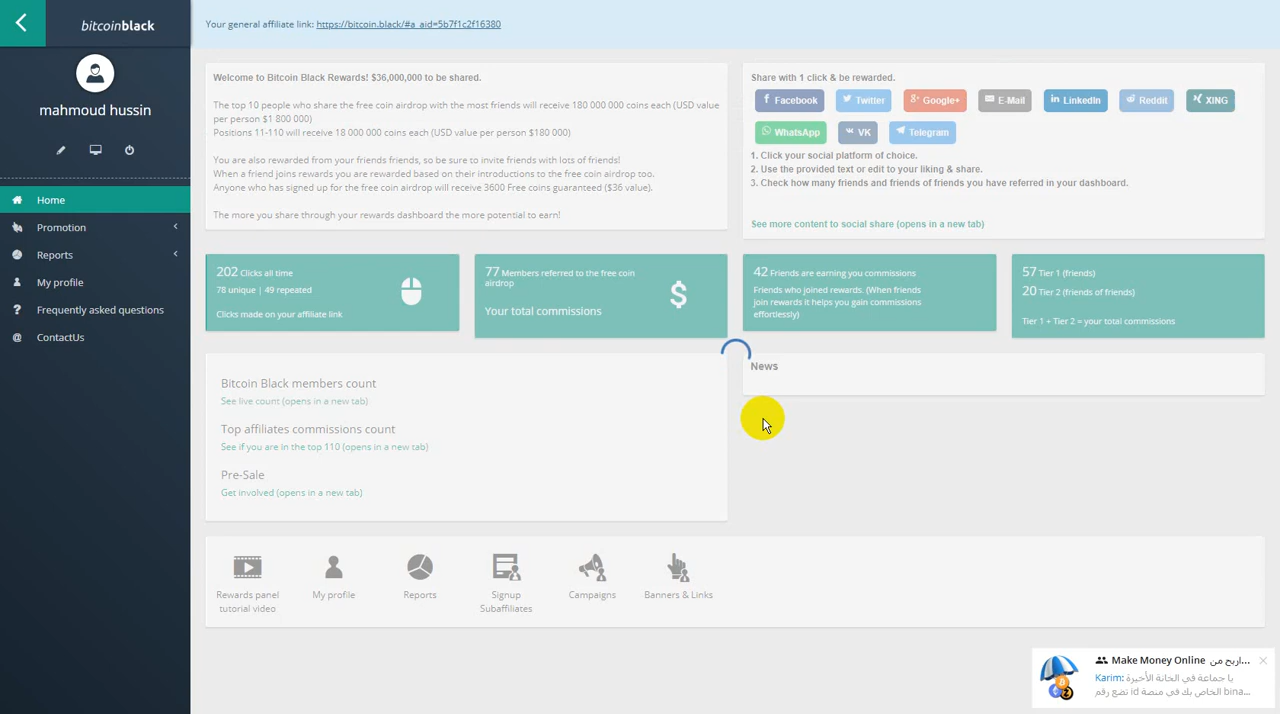 bitcoinblack
Your general affiliate link: https://bitcoin.black/#a_aid=5b7f1c2f16380
mahmoud hussin
Home
Promotion
Reports
My profile
Frequently asked questions
ContactUs
Welcome to Bitcoin Black Rewards! $36,000,000 to be shared.
The top 10 people who share the free coin airdrop with the most friends will receive 180 000 000 coins each (USD value
per person $1 800 000)
Positions 11-110 will receive 18 000 000 coins each (USD value per person $180 000)
You are also rewarded from your friends friends, so be sure to invite friends with lots of friends!
When a friend joins rewards you are rewarded based on their introductions to the free coin airdrop too.
Anyone who has signed up for the free coin airdrop will receive 3600 Free coins guaranteed ($36 value).
The more you share through your rewards dashboard the more potential to earn!
Share with 1 click & be rewarded.
Facebook
Twitter
Google+
E-Mail
LinkedIn
Reddit
XING
WhatsApp
VK
Telegram
1. Click your social platform of choice.
2. Use the provided text or edit to your liking & share.
3. Check how many friends and friends of friends you have referred in your dashboard.
See more content to social share (opens in a new tab)
202 Clicks all time
78 unique | 49 repeated
Clicks made on your affiliate link
77 Members referred to the free coin
airdrop
Your total commissions
42 Friends are earning you commissions
Friends who joined rewards. (When friends
join rewards it helps you gain commissions
effortlessly)
57 Tier 1 (friends)
20 Tier 2 (friends of friends)
Tier 1 + Tier 2 = your total commissions
Bitcoin Black members count
See live count (opens in a new tab)
Top affiliates commissions count
See if you are in the top 110 (opens in a new tab)
Pre-Sale
Get involved (opens in a new tab)
News
Rewards panel
tutorial video
My profile
Reports
Signup
Subaffiliates
Campaigns
Banners & Links
Make Money Online اربح من...
Karim: يا جماعة في الخانة الأخيرة
الخاص بك في منصة id تضع رقم bina...